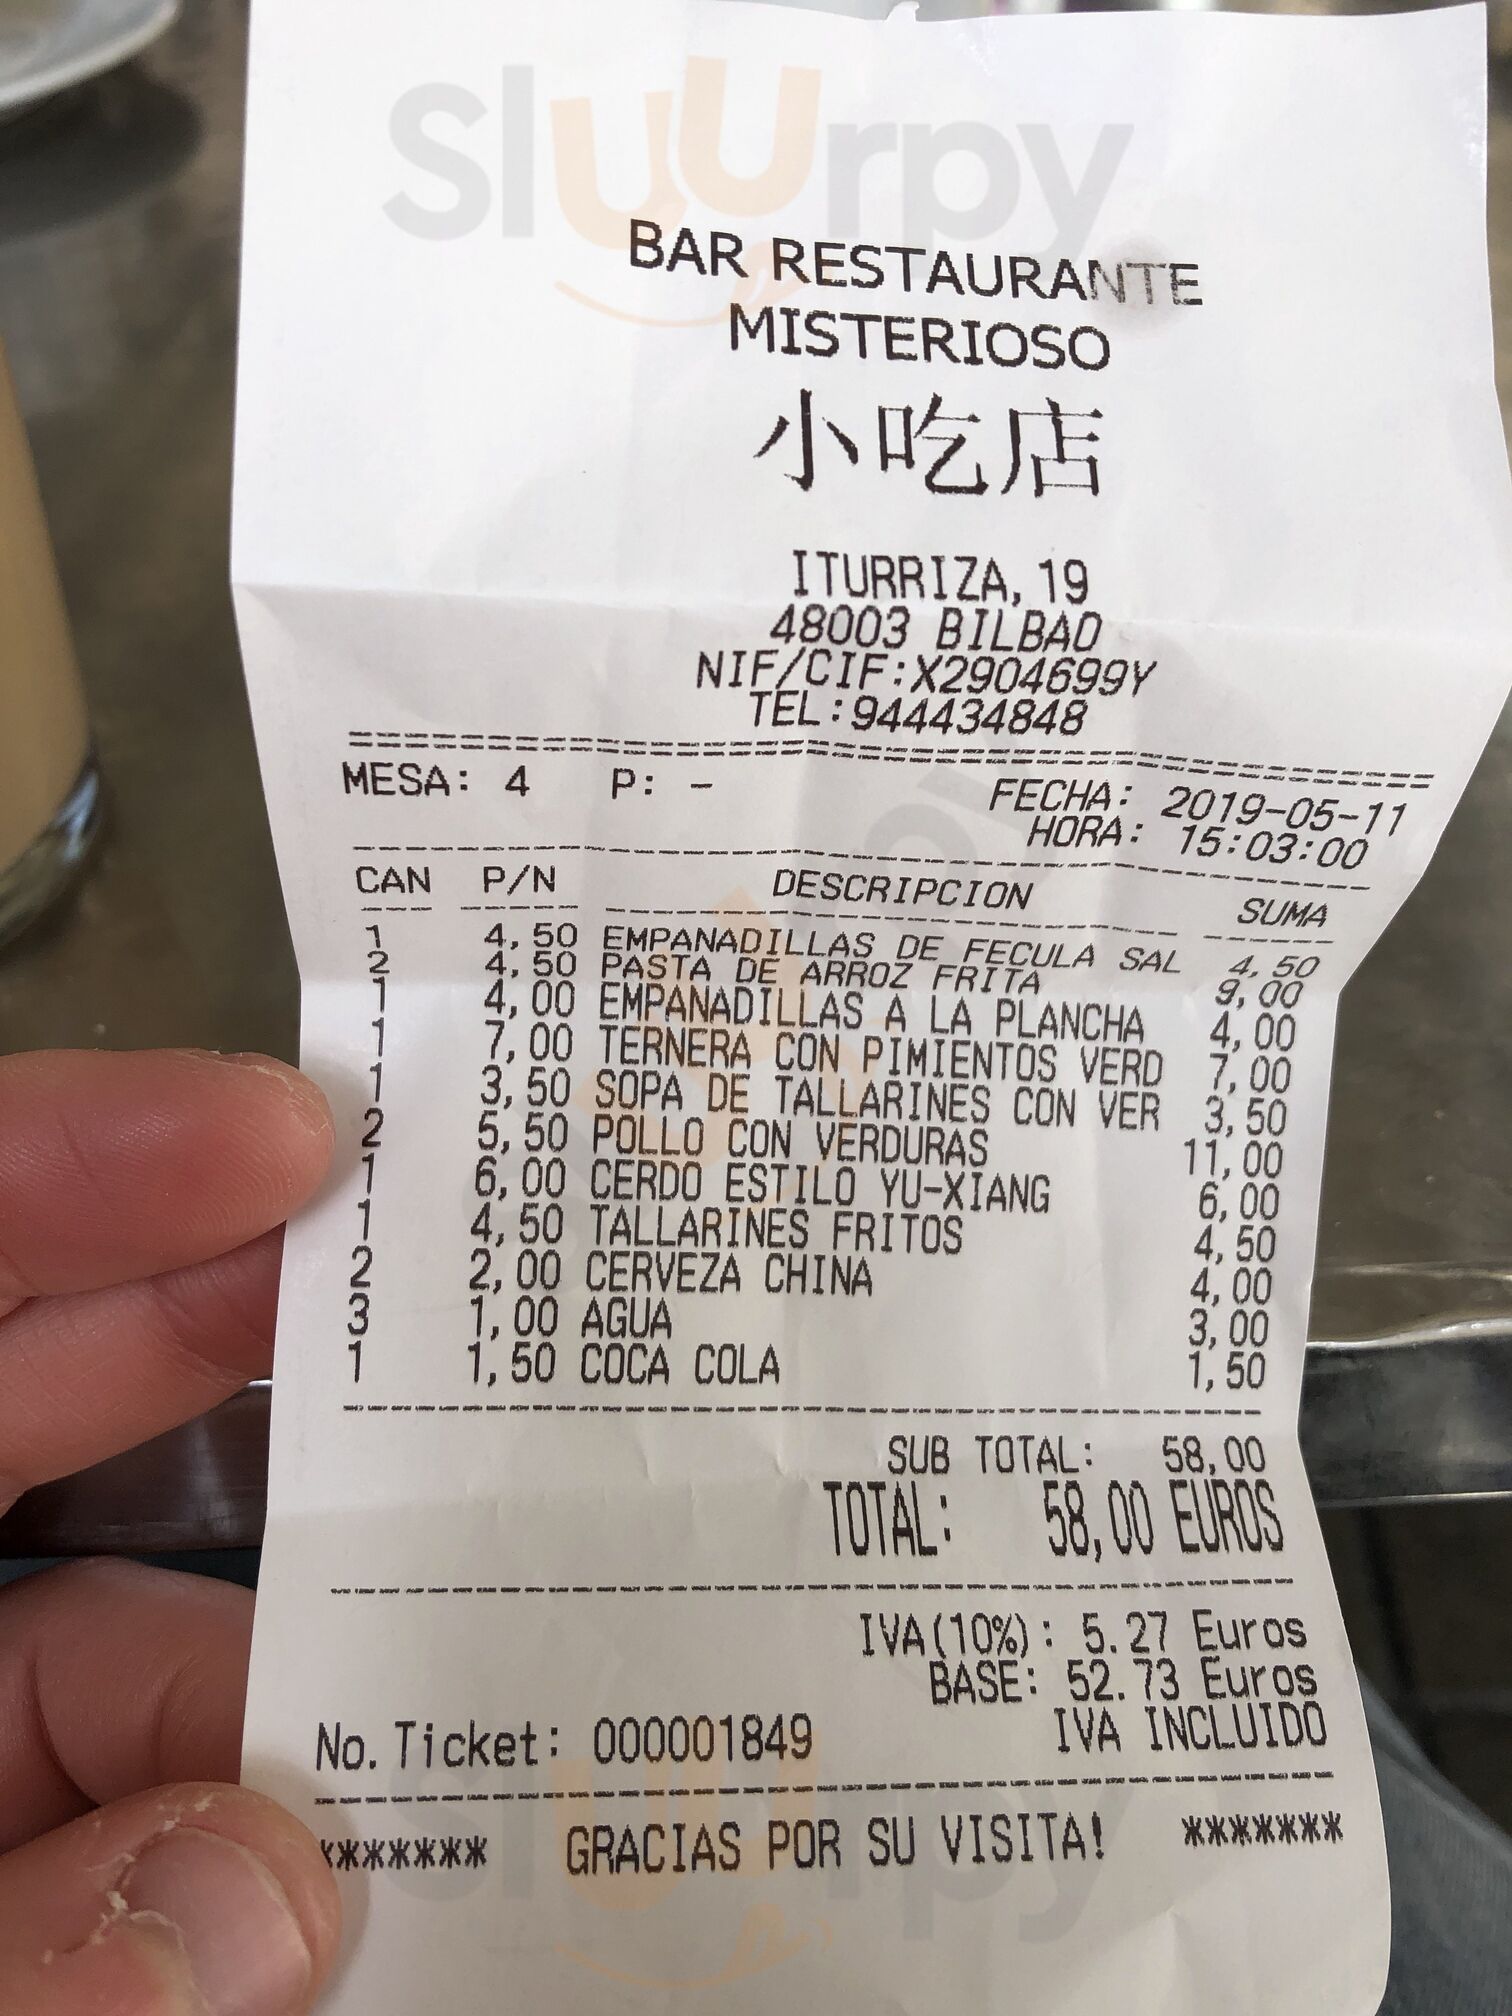 Sluurpy
BAR RESTAURANTE
MISTERIOSO
小吃店
ITURRIZA, 19
48003 BILBAO
NIF/CIF:X2904699Y
TEL:944434848
MESA: 4 P: - FECHA: 2019-05-11
HORA: 15:03:00
CAN P/N DESCRIPCION SUMA
1 4,50 EMPANADILLAS DE FECULA SAL 4,50
2 4,50 PASTA DE ARROZ FRITA 9,00
1 4,00 EMPANADILLAS A LA PLANCHA 4,00
1 7,00 TERNERA CON PIMIENTOS VERD 7,00
1 3,50 SOPA DE TALLARINES CON VER 3,50
2 5,50 POLLO CON VERDURAS 11,00
1 6,00 CERDO ESTILO YU-XIANG 6,00
1 4,50 TALLARINES FRITOS 4,50
2 2,00 CERVEZA CHINA 4,00
3 1,00 AGUA 3,00
1 1,50 COCA COLA 1,50
SUB TOTAL: 58,00
TOTAL: 58,00 EUROS
IVA(10%): 5.27 Euros
BASE: 52.73 Euros
No. Ticket: 000001849 IVA INCLUIDO
******* GRACIAS POR SU VISITA! *******
Sluurpy